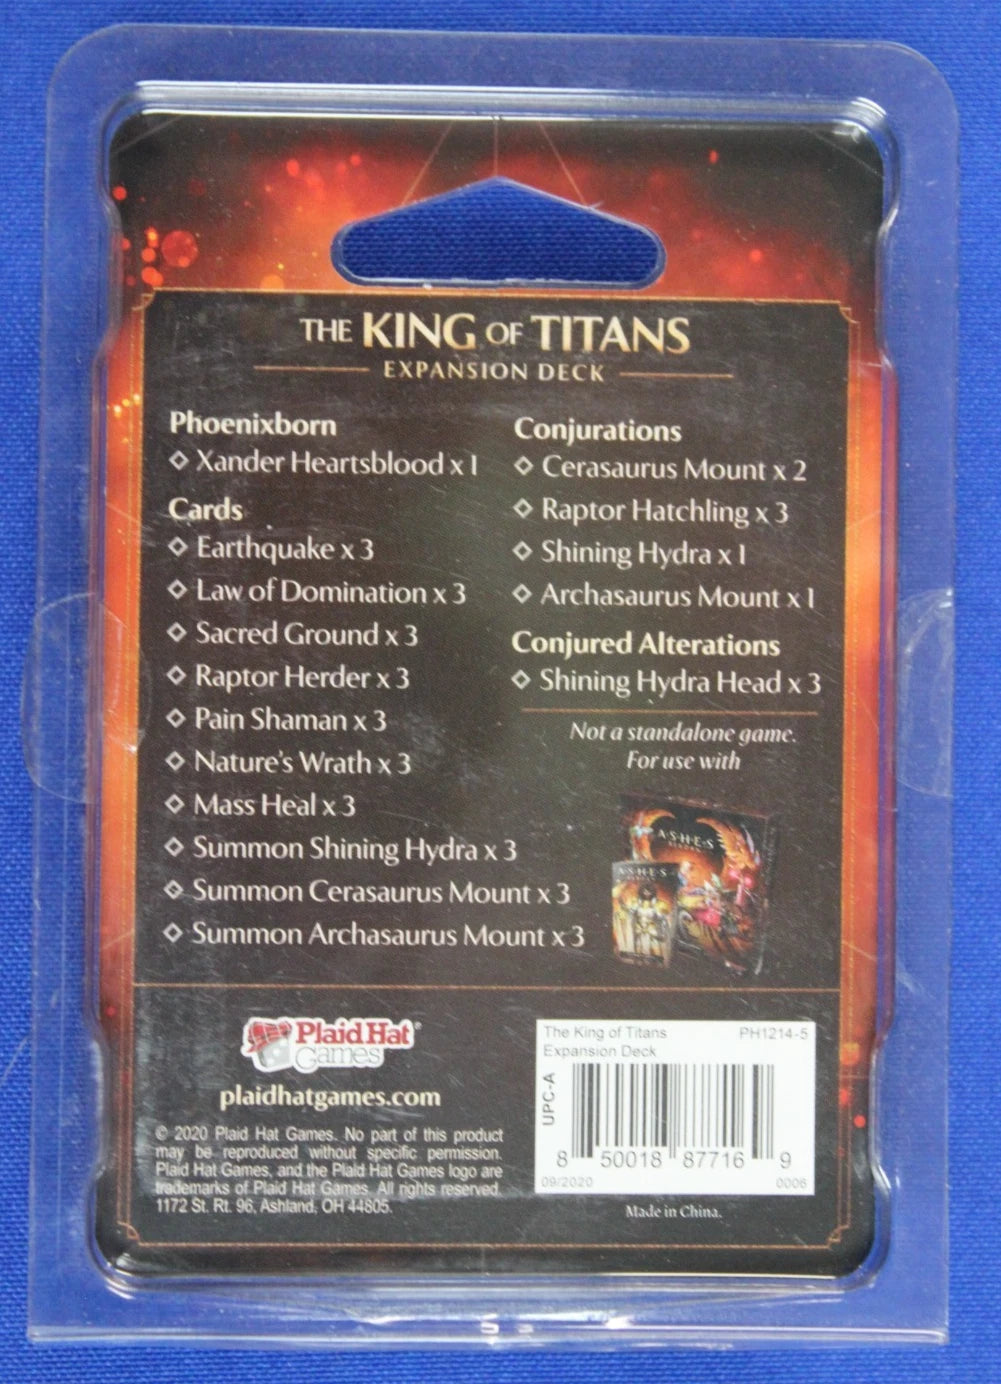 THE KING OF TITANS
EXPANSION DECK
Phoenixborn
Xander Heartsblood x 1
Cards
Earthquake x 3
Law of Domination x 3
Sacred Ground x 3
Raptor Herder x 3
Pain Shaman x 3
Nature's Wrath x 3
Mass Heal x 3
Summon Shining Hydra x 3
Summon Cerasaurus Mount x 3
Summon Archasaurus Mount x 3
Conjurations
Cerasaurus Mount x 2
Raptor Hatchling x 3
Shining Hydra x 1
Archasaurus Mount x 1
Conjured Alterations
Shining Hydra Head x 3
Not a standalone game.
For use with
A·S·H·E·S
A·S·H·E·S
Plaid Hat®
Games
plaidhatgames.com
© 2020 Plaid Hat Games. No part of this product
may be reproduced without specific permission.
Plaid Hat Games, and the Plaid Hat Games logo are
trademarks of Plaid Hat Games. All rights reserved.
1172 St. Rt. 96, Ashland, OH 44805.
The King of Titans PH1214-5
Expansion Deck
UPC-A
8 50018 87716 9
09/2020 0006
Made in China.